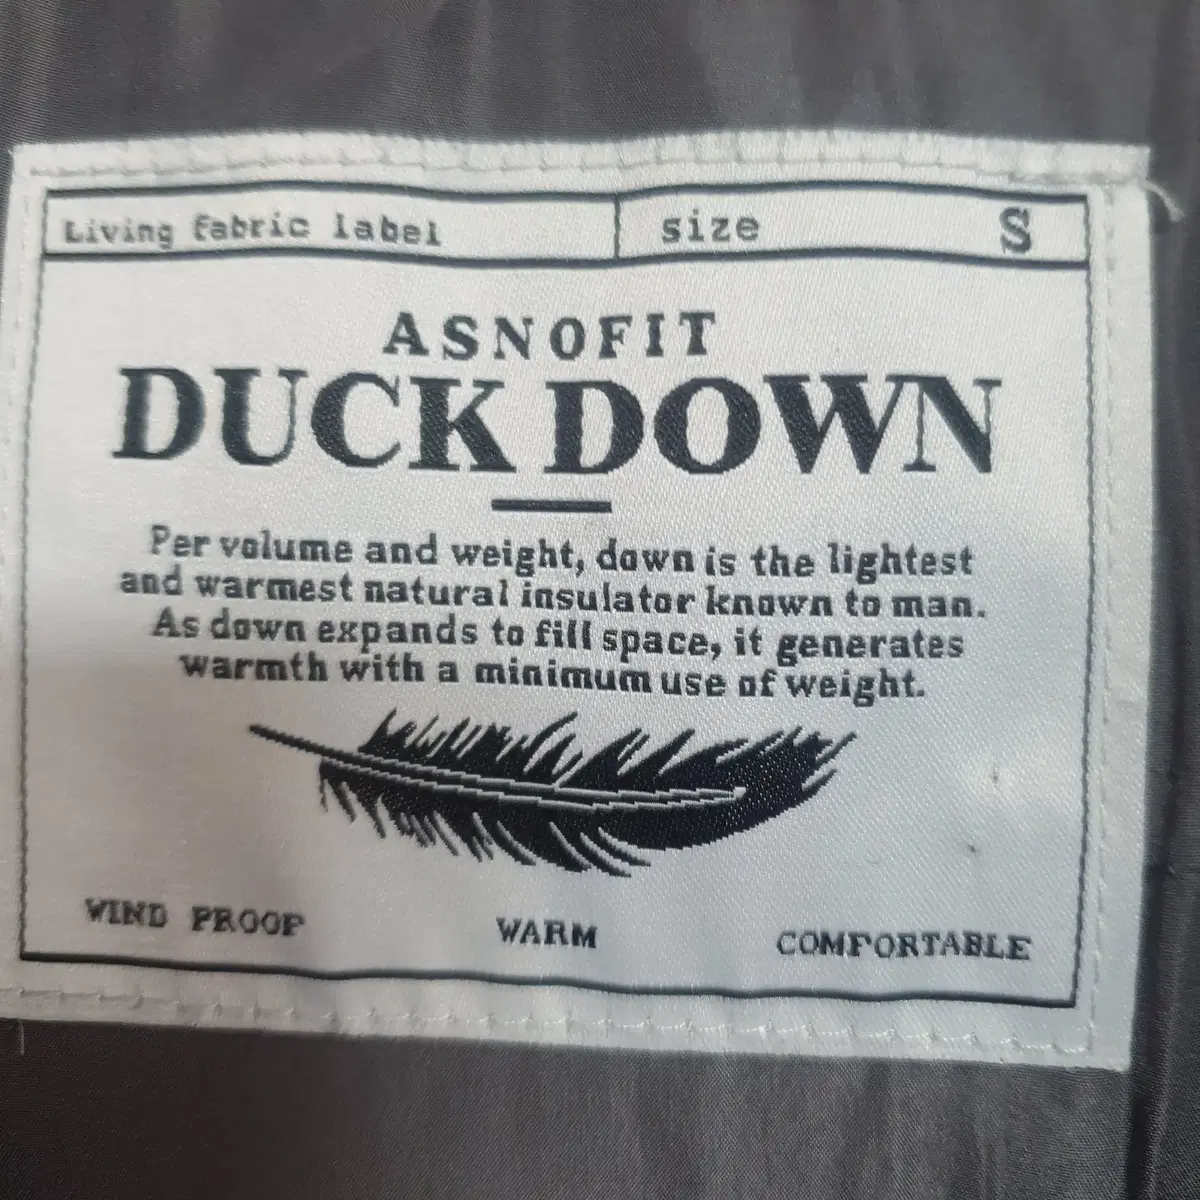 Living fabric label size S
ASNOFIT
DUCK DOWN
Per volume and weight, down is the lightest
and warmest natural insulator known to man.
As down expands to fill space, it generates
warmth with a minimum use of weight.
WIND PROOF WARM COMFORTABLE